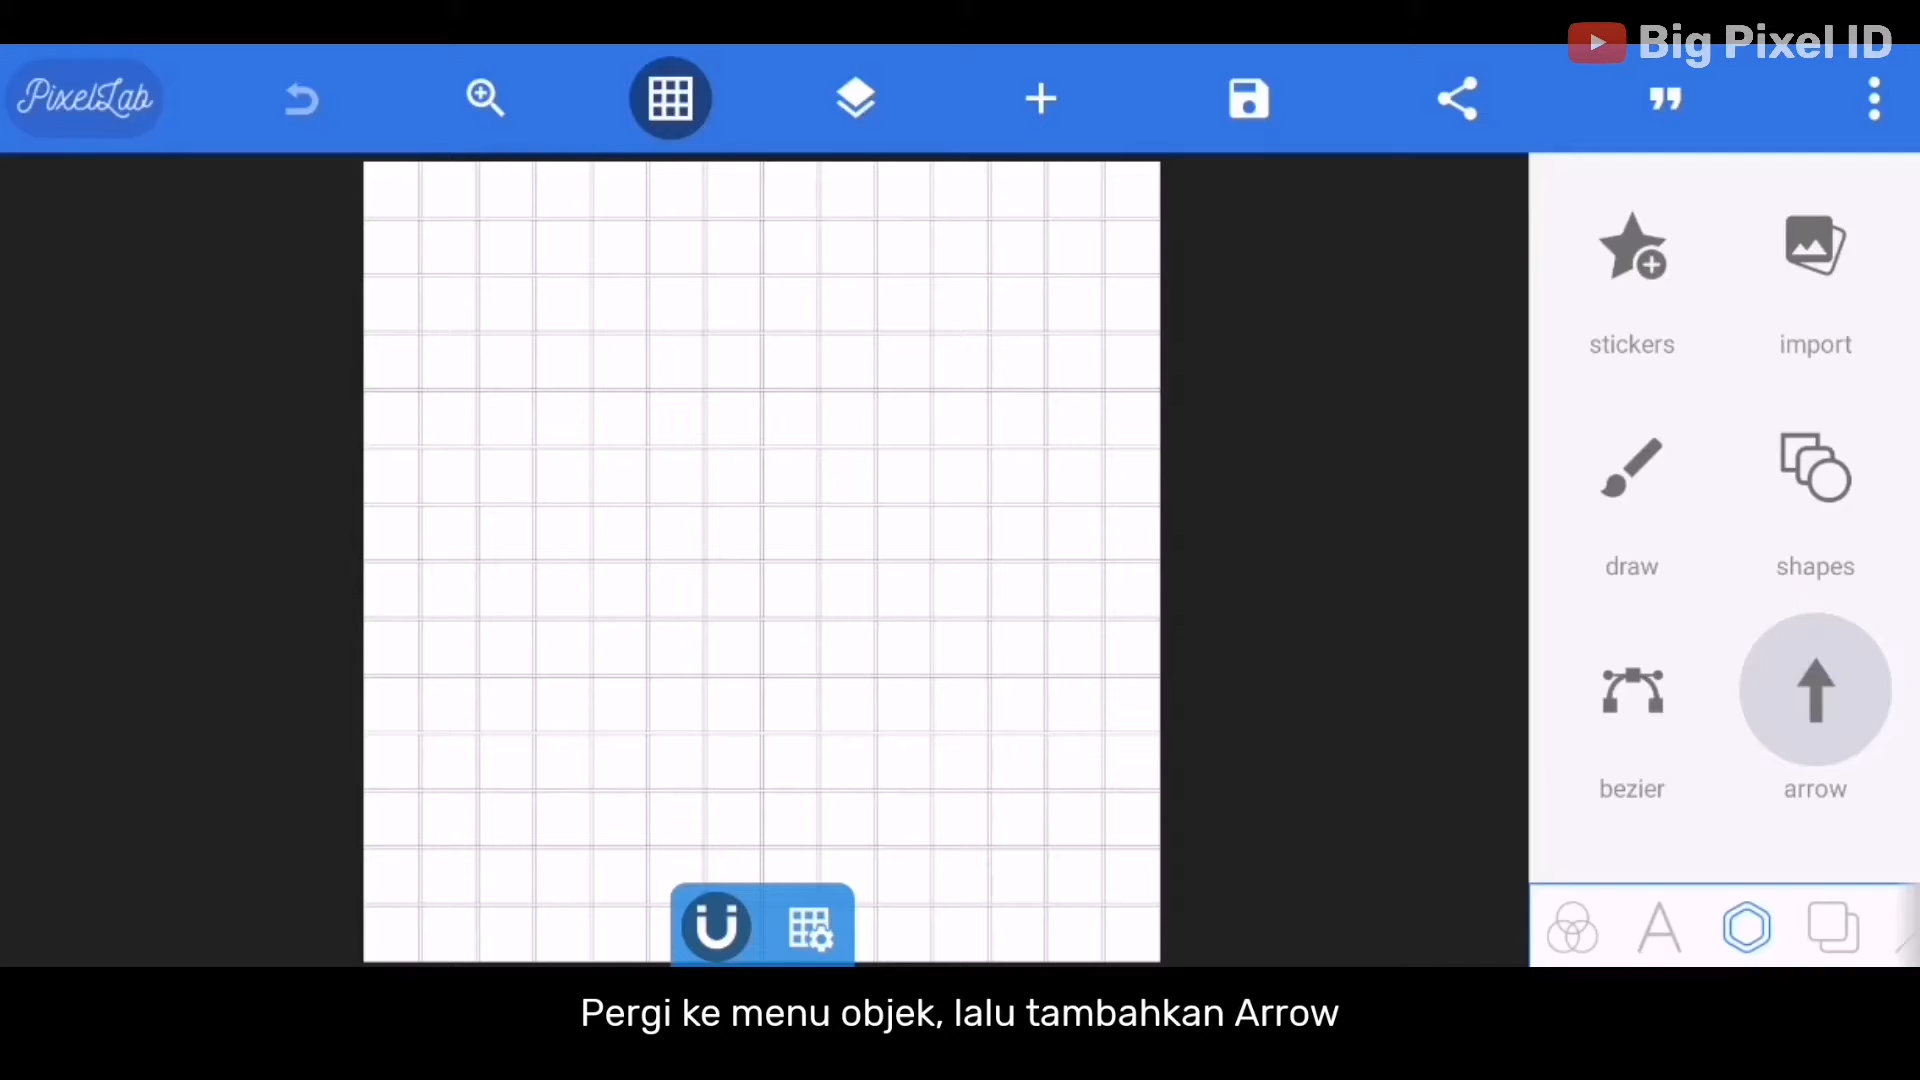 Big Pixel ID
PixelLab
stickers
import
draw
shapes
bezier
arrow
Pergi ke menu objek, lalu tambahkan Arrow